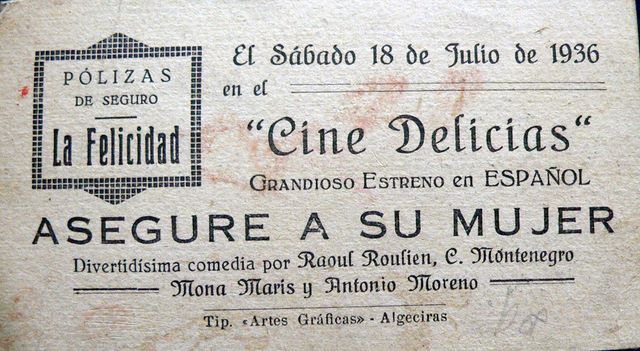 PÓLIZAS
DE SEGURO
La Felicidad
El Sábado 18 de Julio de 1936
en el
"Cine Delicias"
GRANDIOSO ESTRENO en ESPAÑOL
ASEGURE A SU MUJER
Divertidísima comedia por Raoul Roulien, C. Móntenegro
Mona Maris y Antonio Moreno
Tip. «Artes Gráficas» - Algeciras